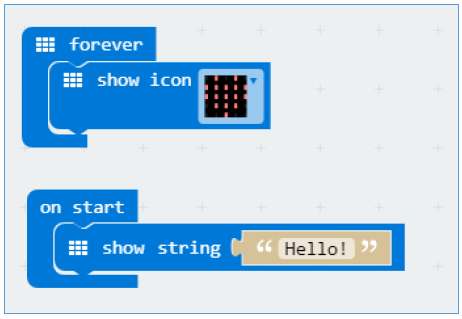 forever
show icon
on start
show string “ Hello! ”